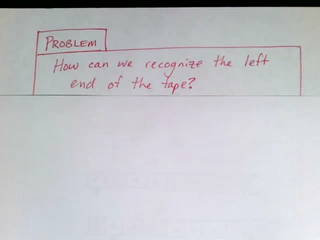 PROBLEM
How can we recognize the left
end of the tape?